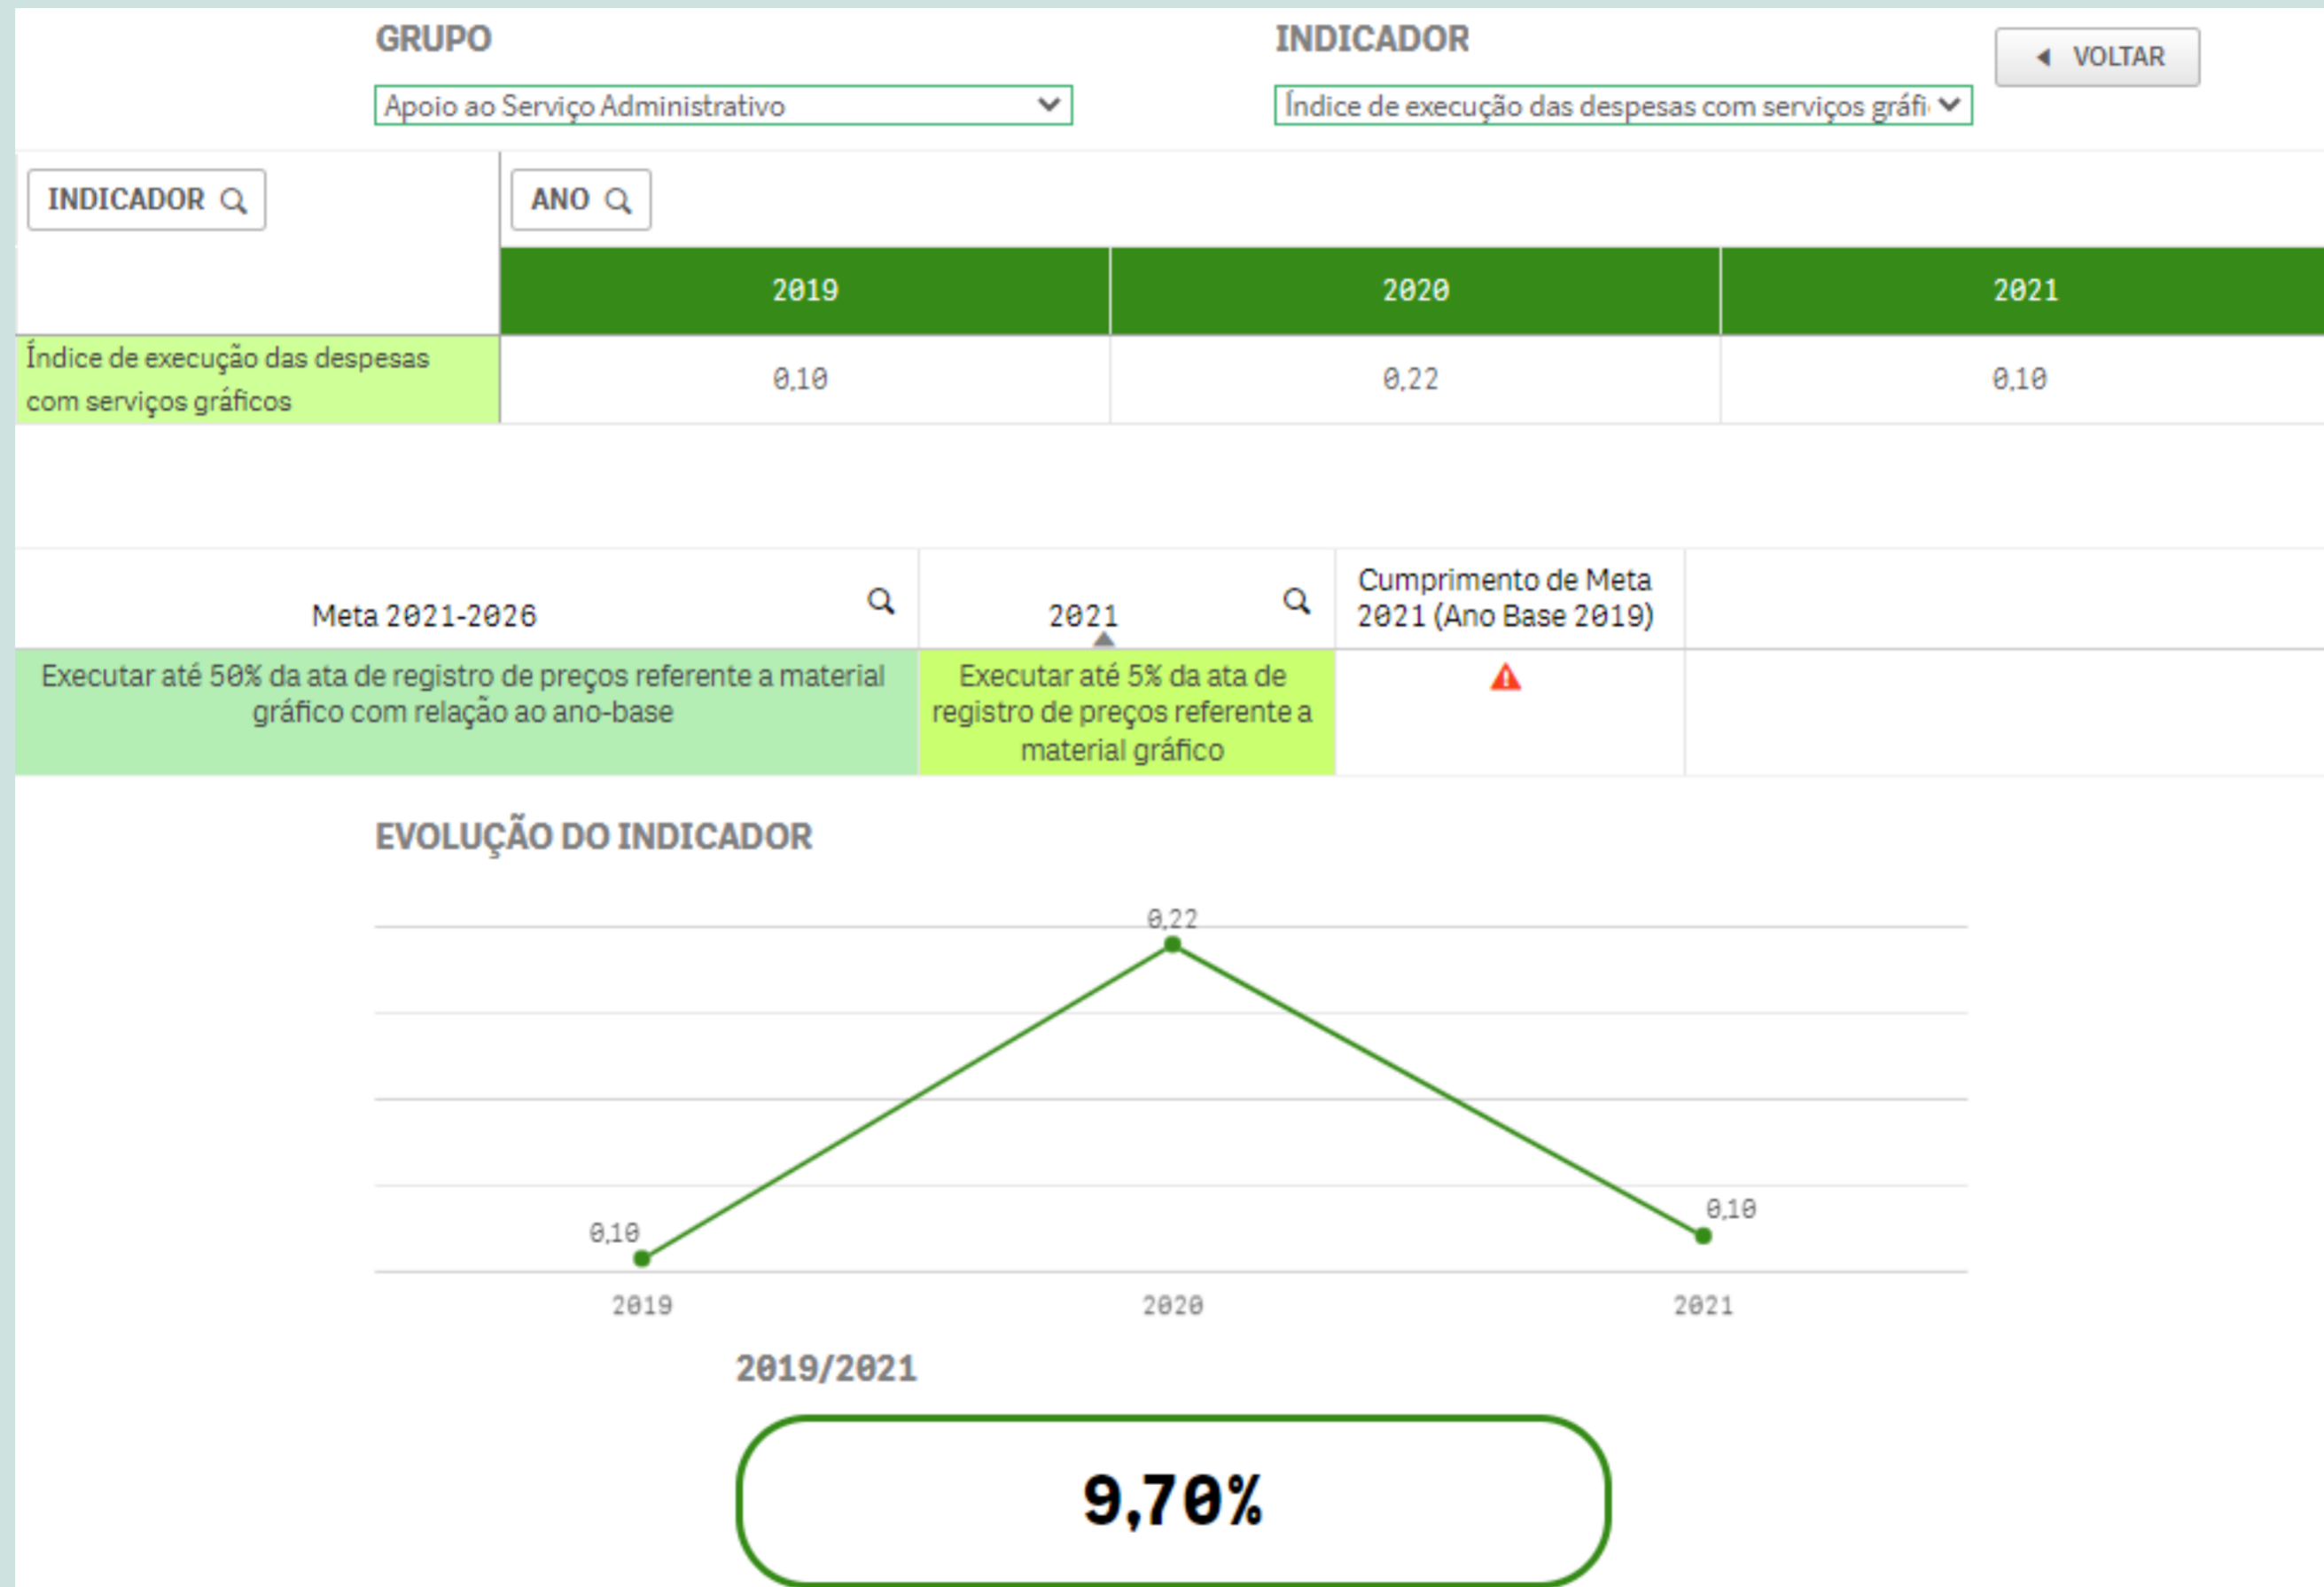 GRUPO
INDICADOR
VOLTAR
Apoio ao Serviço Administrativo
Índice de execução das despesas com serviços gráfi
INDICADOR
ANO
2019
2020
2021
Índice de execução das despesas
com serviços gráficos
0,10
0,22
0,10
Meta 2021-2026
2021
Cumprimento de Meta
2021 (Ano Base 2019)
Executar até 50% da ata de registro de preços referente a material
gráfico com relação ao ano-base
Executar até 5% da ata de
registro de preços referente a
material gráfico
EVOLUÇÃO DO INDICADOR
0,22
0,10
0,10
2019
2020
2021
2019/2021
9,70%